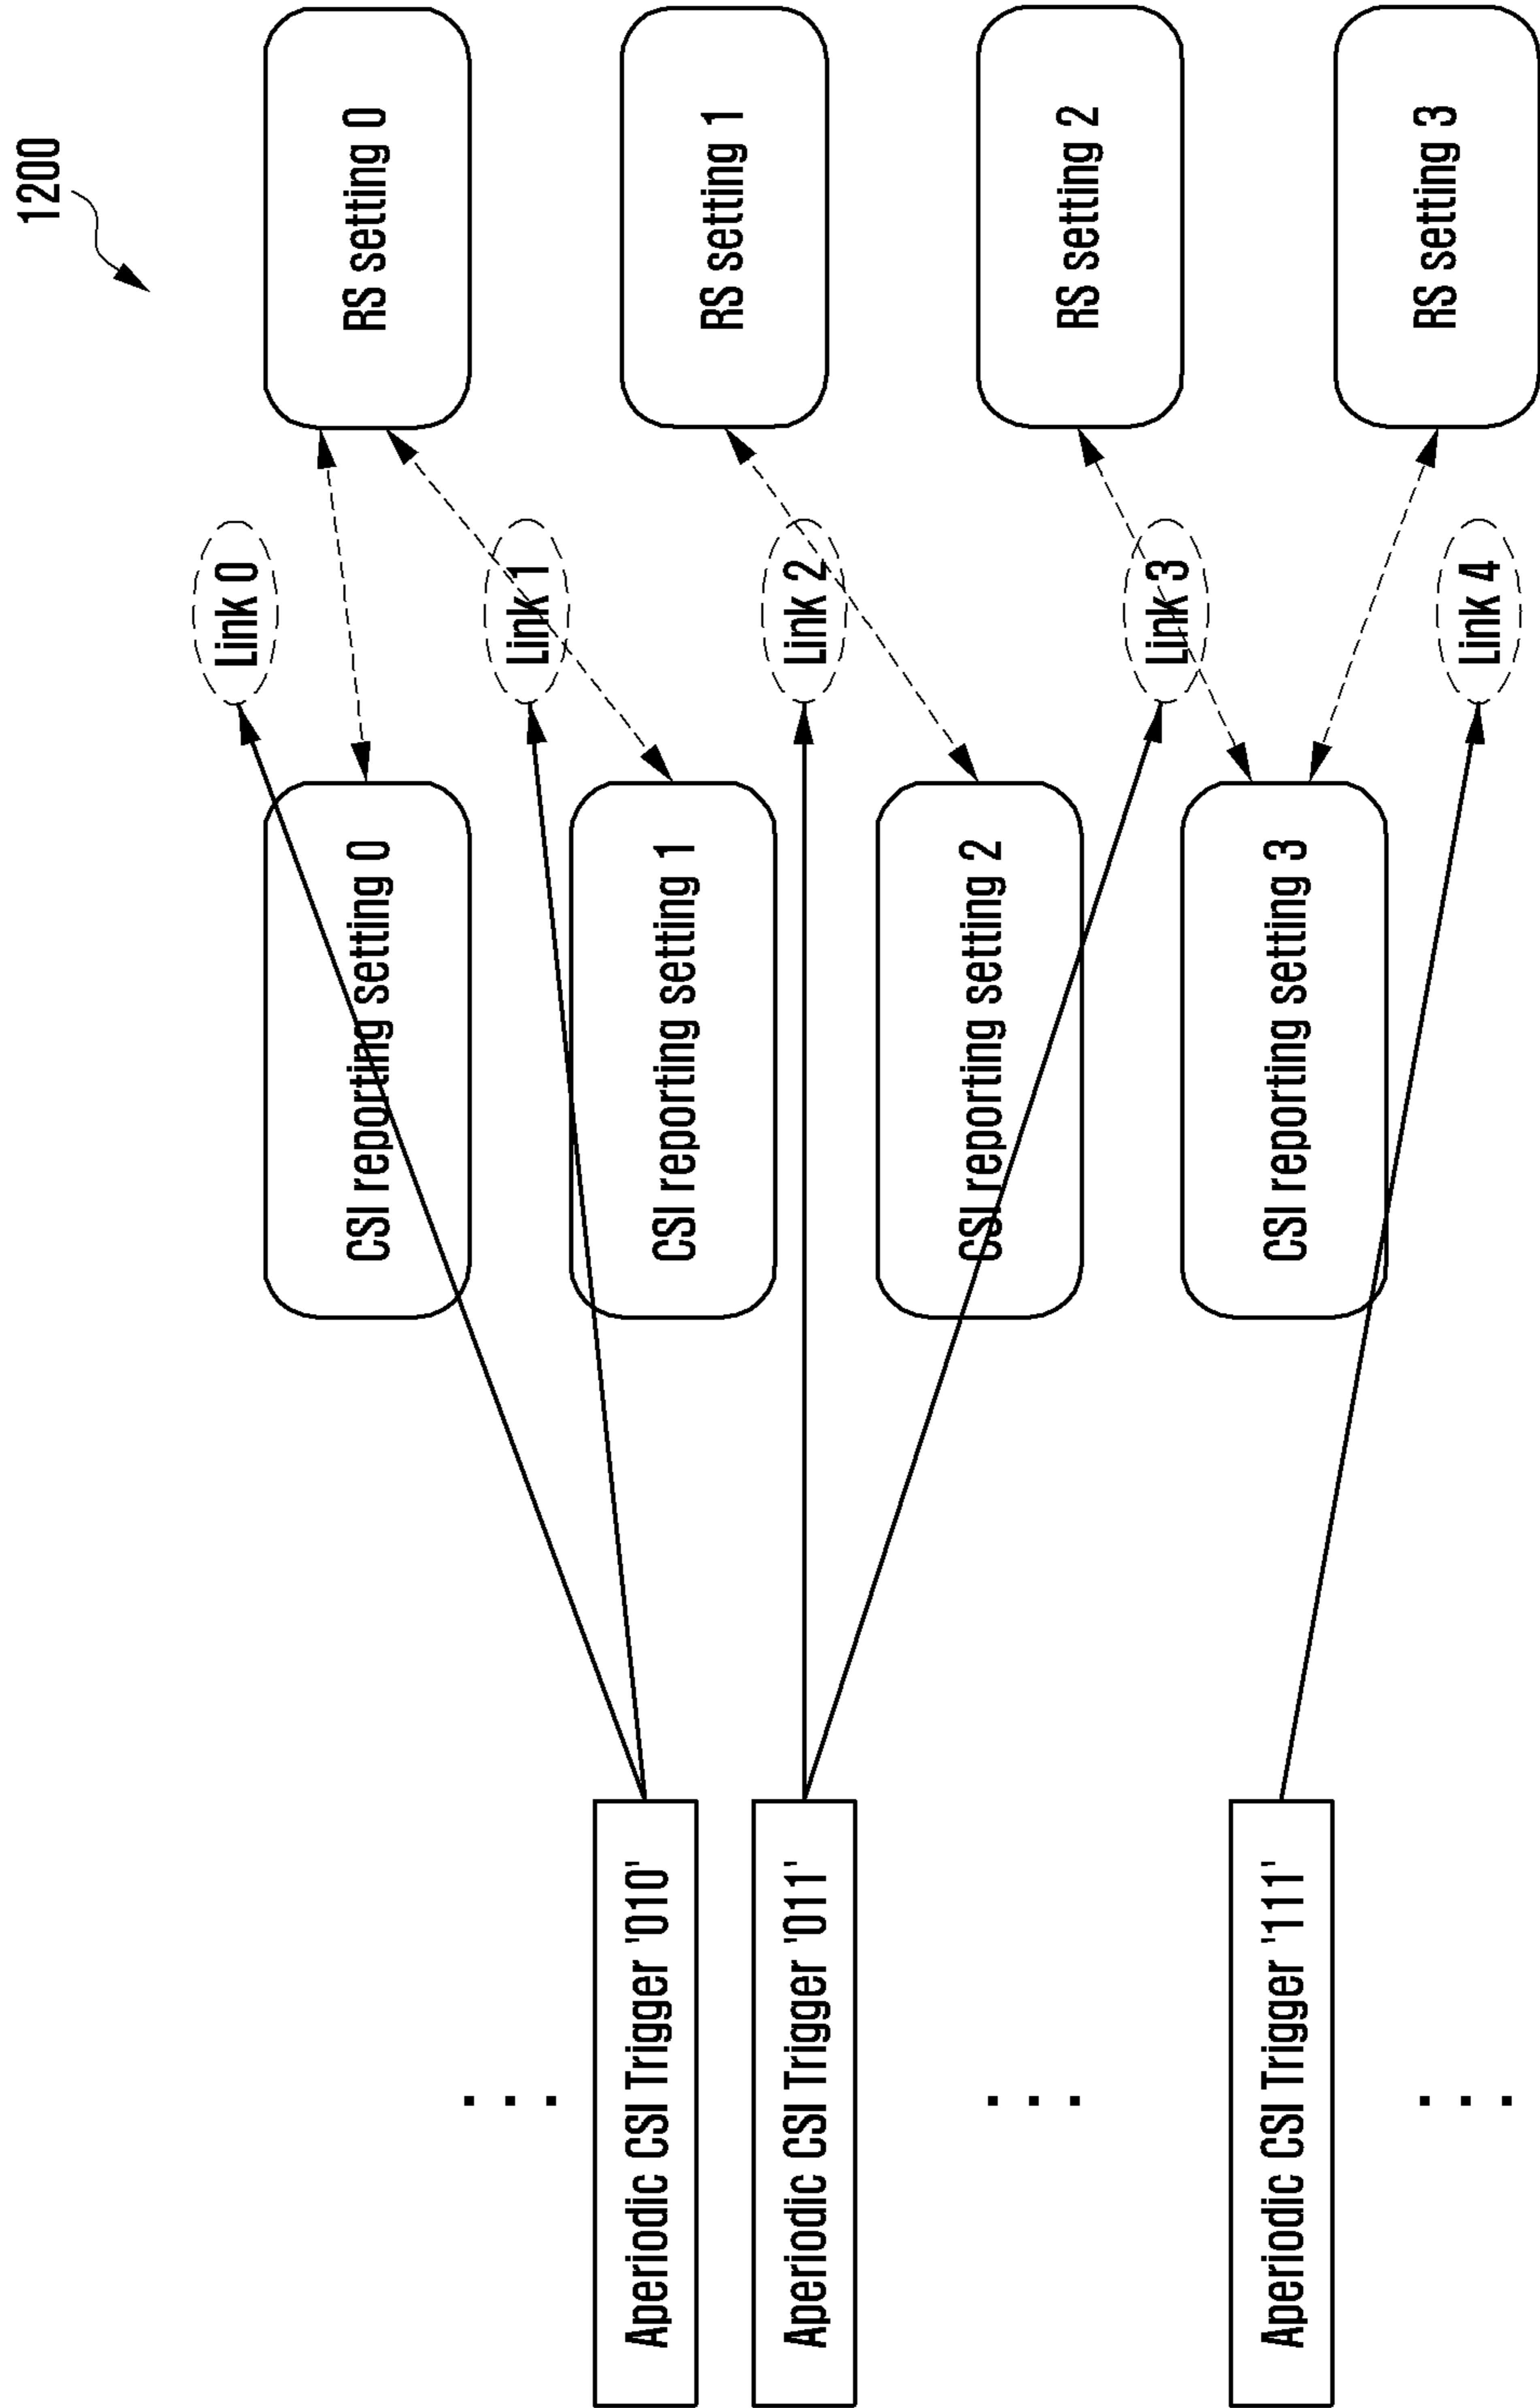 1200
Aperiodic CSI Trigger '010'
Aperiodic CSI Trigger '011'
Aperiodic CSI Trigger '111'
CSI reporting setting 0
CSI reporting setting 1
CSI reporting setting 2
CSI reporting setting 3
Link 0
Link 1
Link 2
Link 3
Link 4
RS setting 0
RS setting 1
RS setting 2
RS setting 3